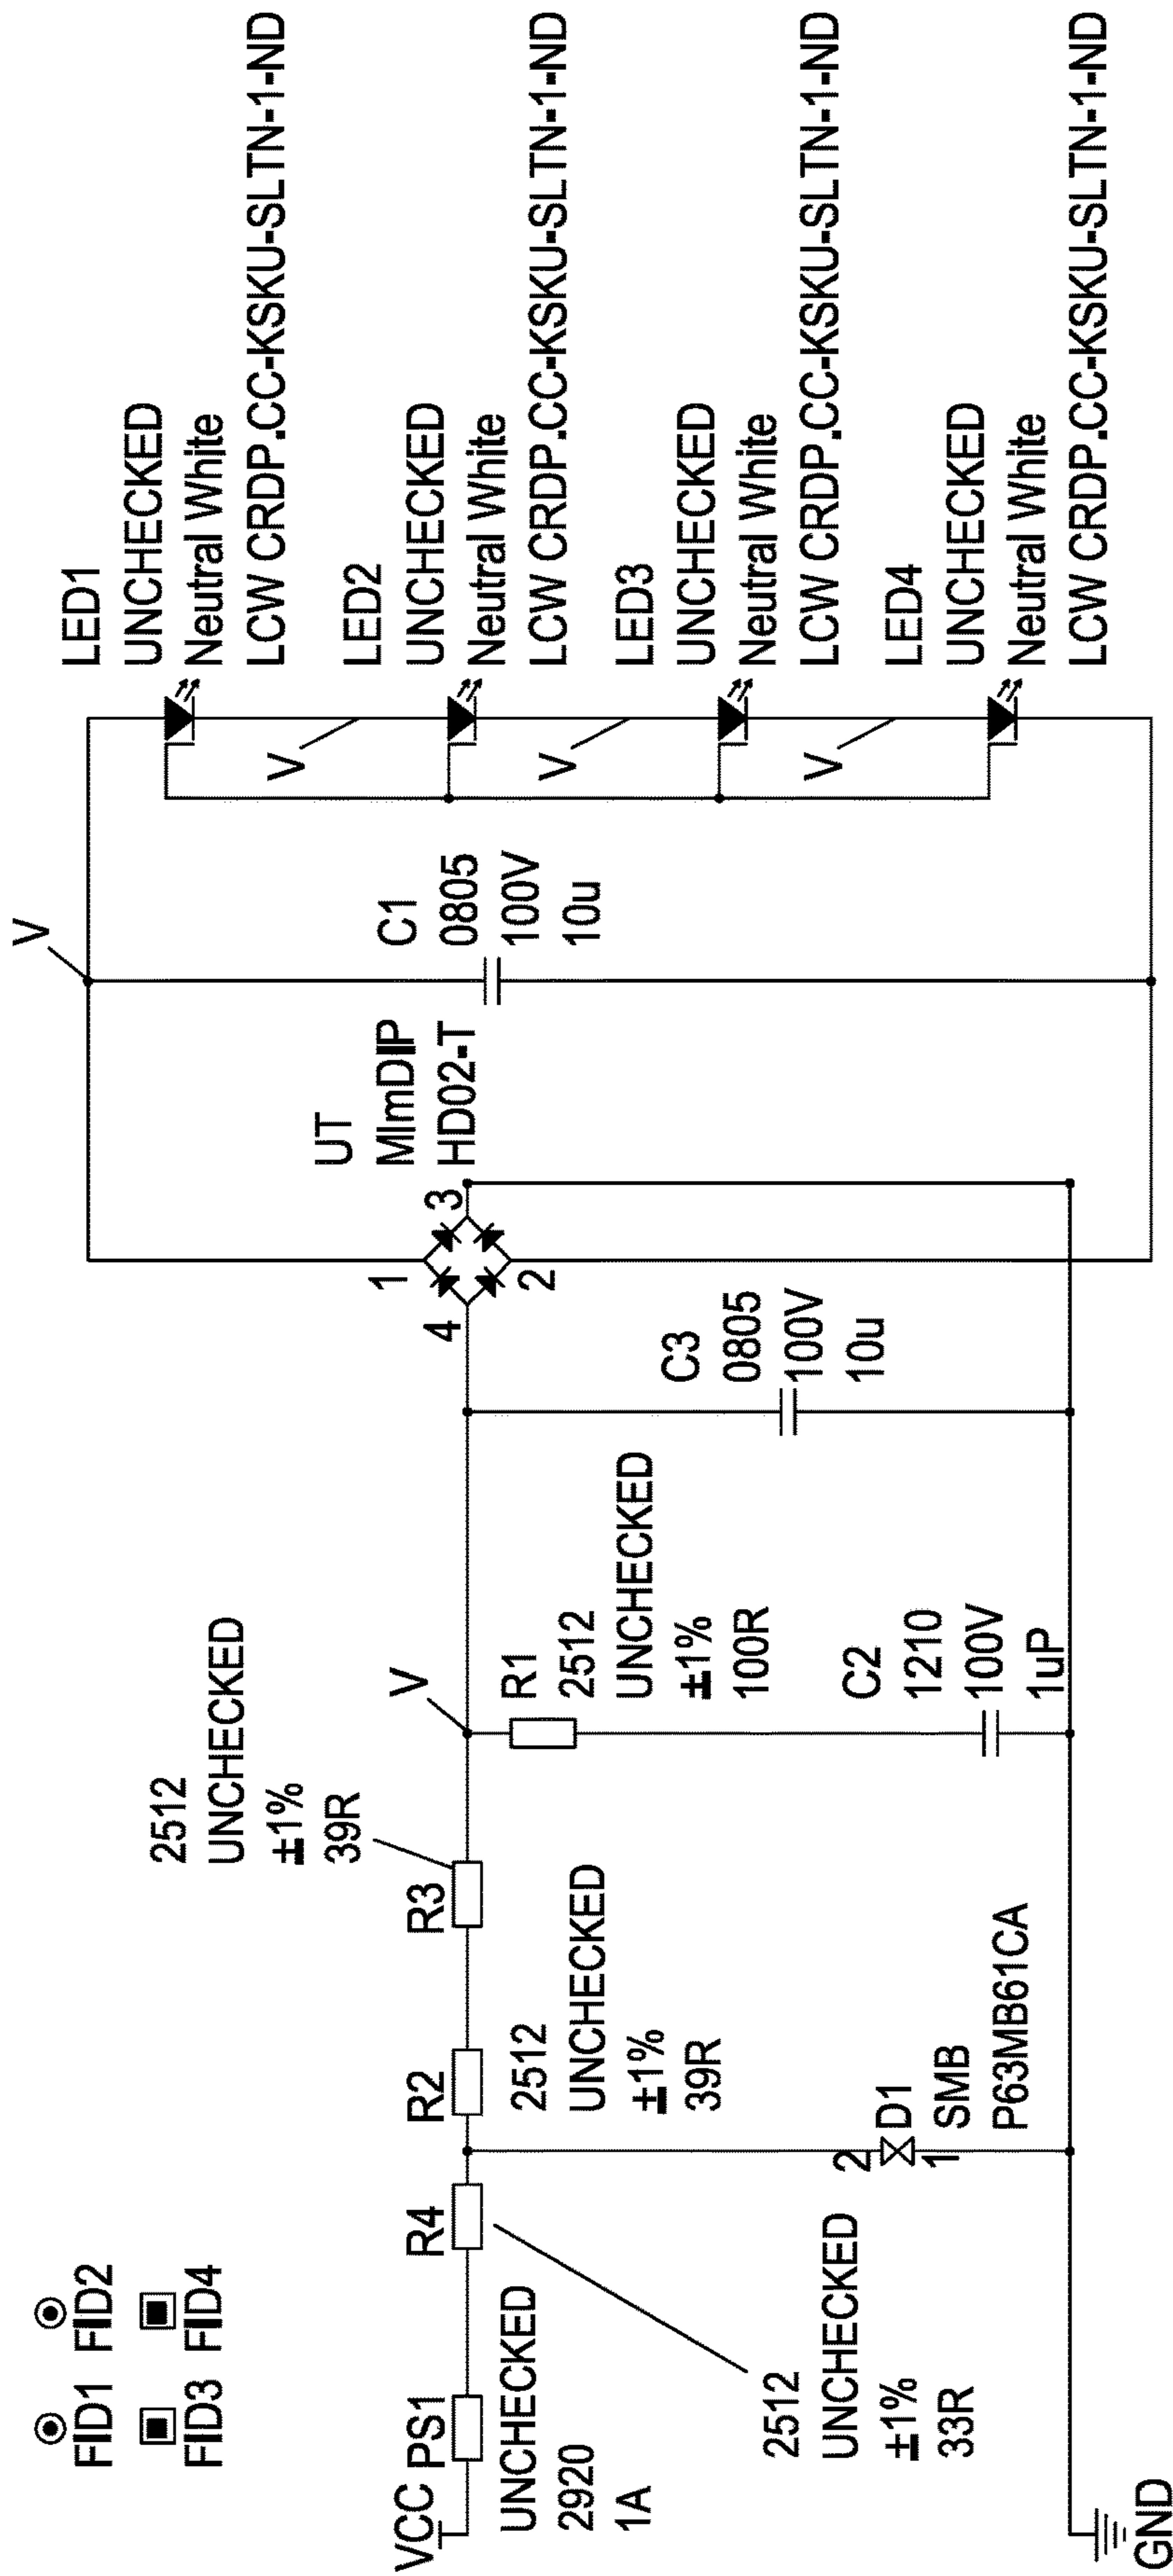 FID1
FID2
FID3
FID4
VCC
PS1
UNCHECKED
2920
1A
R4
2512
UNCHECKED
±1%
33R
2
D1
1
SMB
P63MB61CA
R2
2512
UNCHECKED
±1%
39R
R3
2512
UNCHECKED
±1%
39R
V
R1
2512
UNCHECKED
±1%
100R
C2
1210
100V
1uP
C3
0805
100V
10u
4
1
2
3
UT
MImDIP
HD02-T
V
C1
0805
100V
10u
V
V
V
LED1
UNCHECKED
Neutral White
LCW CRDP.CC-KSKU-SLTN-1-ND
LED2
UNCHECKED
Neutral White
LCW CRDP.CC-KSKU-SLTN-1-ND
LED3
UNCHECKED
Neutral White
LCW CRDP.CC-KSKU-SLTN-1-ND
LED4
UNCHECKED
Neutral White
LCW CRDP.CC-KSKU-SLTN-1-ND
GND